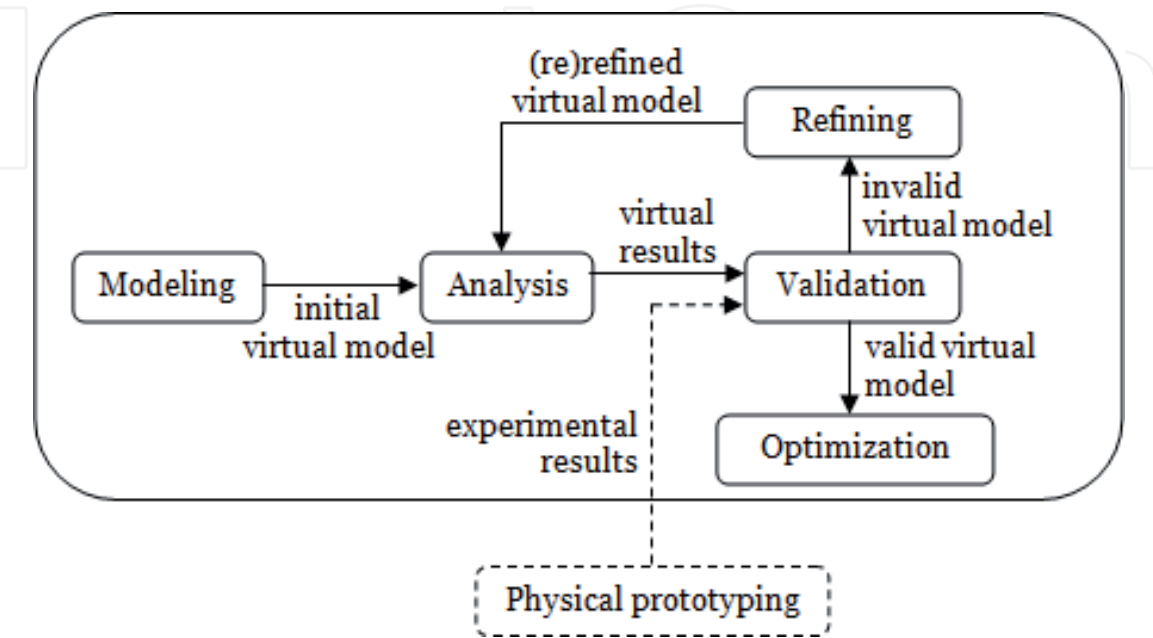 (re)refined
virtual model
Refining
invalid
virtual model
virtual
results
Modeling
Analysis
Validation
initial
virtual model
valid virtual
model
experimental
results
Optimization
Physical prototyping